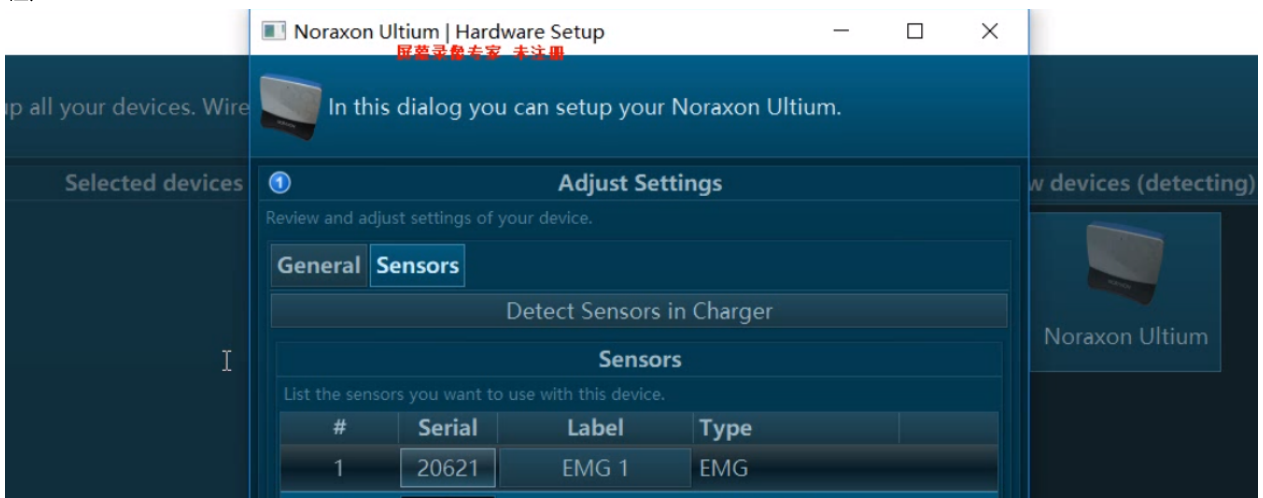 Noraxon Ultium | Hardware Setup
屏幕录像专家 未注册
up all your devices. Wire
In this dialog you can setup your Noraxon Ultium.
Selected devices
1
Adjust Settings
w devices (detecting)
Review and adjust settings of your device.
General Sensors
Detect Sensors in Charger
Noraxon Ultium
Sensors
List the sensors you want to use with this device.
# Serial Label Type
1 20621 EMG 1 EMG